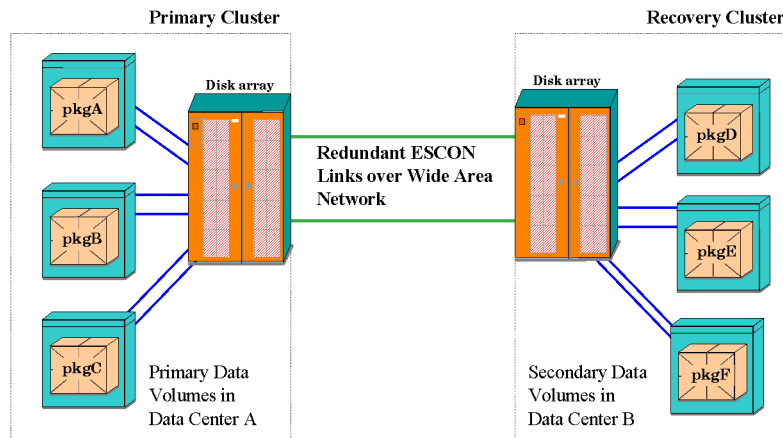 Primary Cluster
Recovery Cluster
Disk array
Disk array
pkgA
pkgD
Redundant ESCON
Links over Wide Area
Network
pkgB
pkgE
pkgC
pkgF
Primary Data
Volumes in
Data Center A
Secondary Data
Volumes in
Data Center B